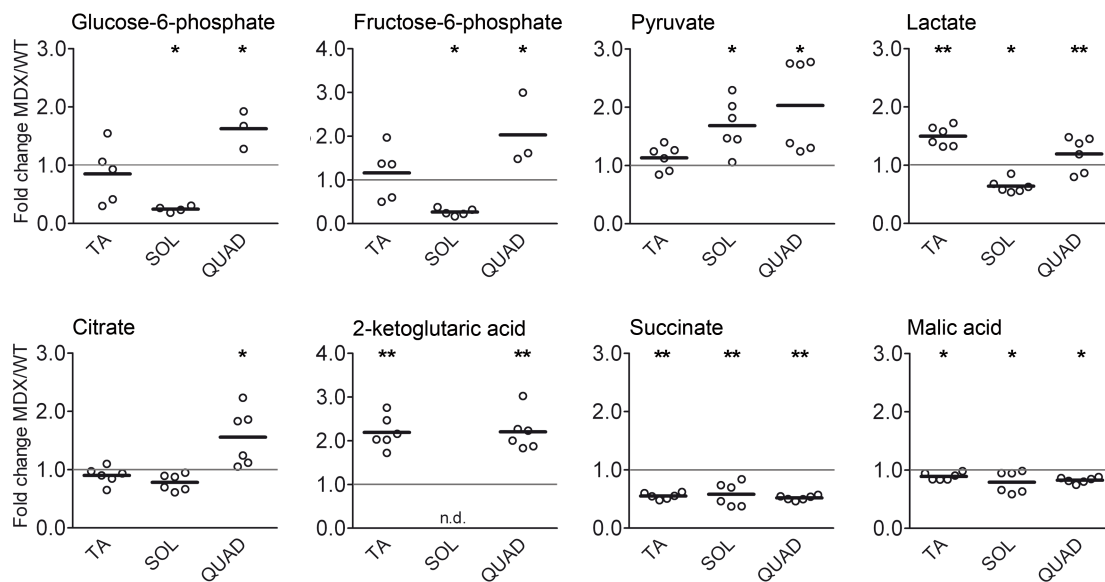 Glucose-6-phosphate
Fold change MDX/WT
3.0
2.0
1.0
0.0
* *
TA SOL QUAD
Fructose-6-phosphate
4.0
3.0
2.0
1.0
0.0
* *
TA SOL QUAD
Pyruvate
3.0
2.0
1.0
0.0
* *
TA SOL QUAD
Lactate
3.0
2.0
1.0
0.0
** * **
TA SOL QUAD
Citrate
Fold change MDX/WT
3.0
2.0
1.0
0.0
*
TA SOL QUAD
2-ketoglutaric acid
4.0
3.0
2.0
1.0
0.0
** **
n.d.
TA SOL QUAD
Succinate
3.0
2.0
1.0
0.0
** ** **
TA SOL QUAD
Malic acid
3.0
2.0
1.0
0.0
* * *
TA SOL QUAD